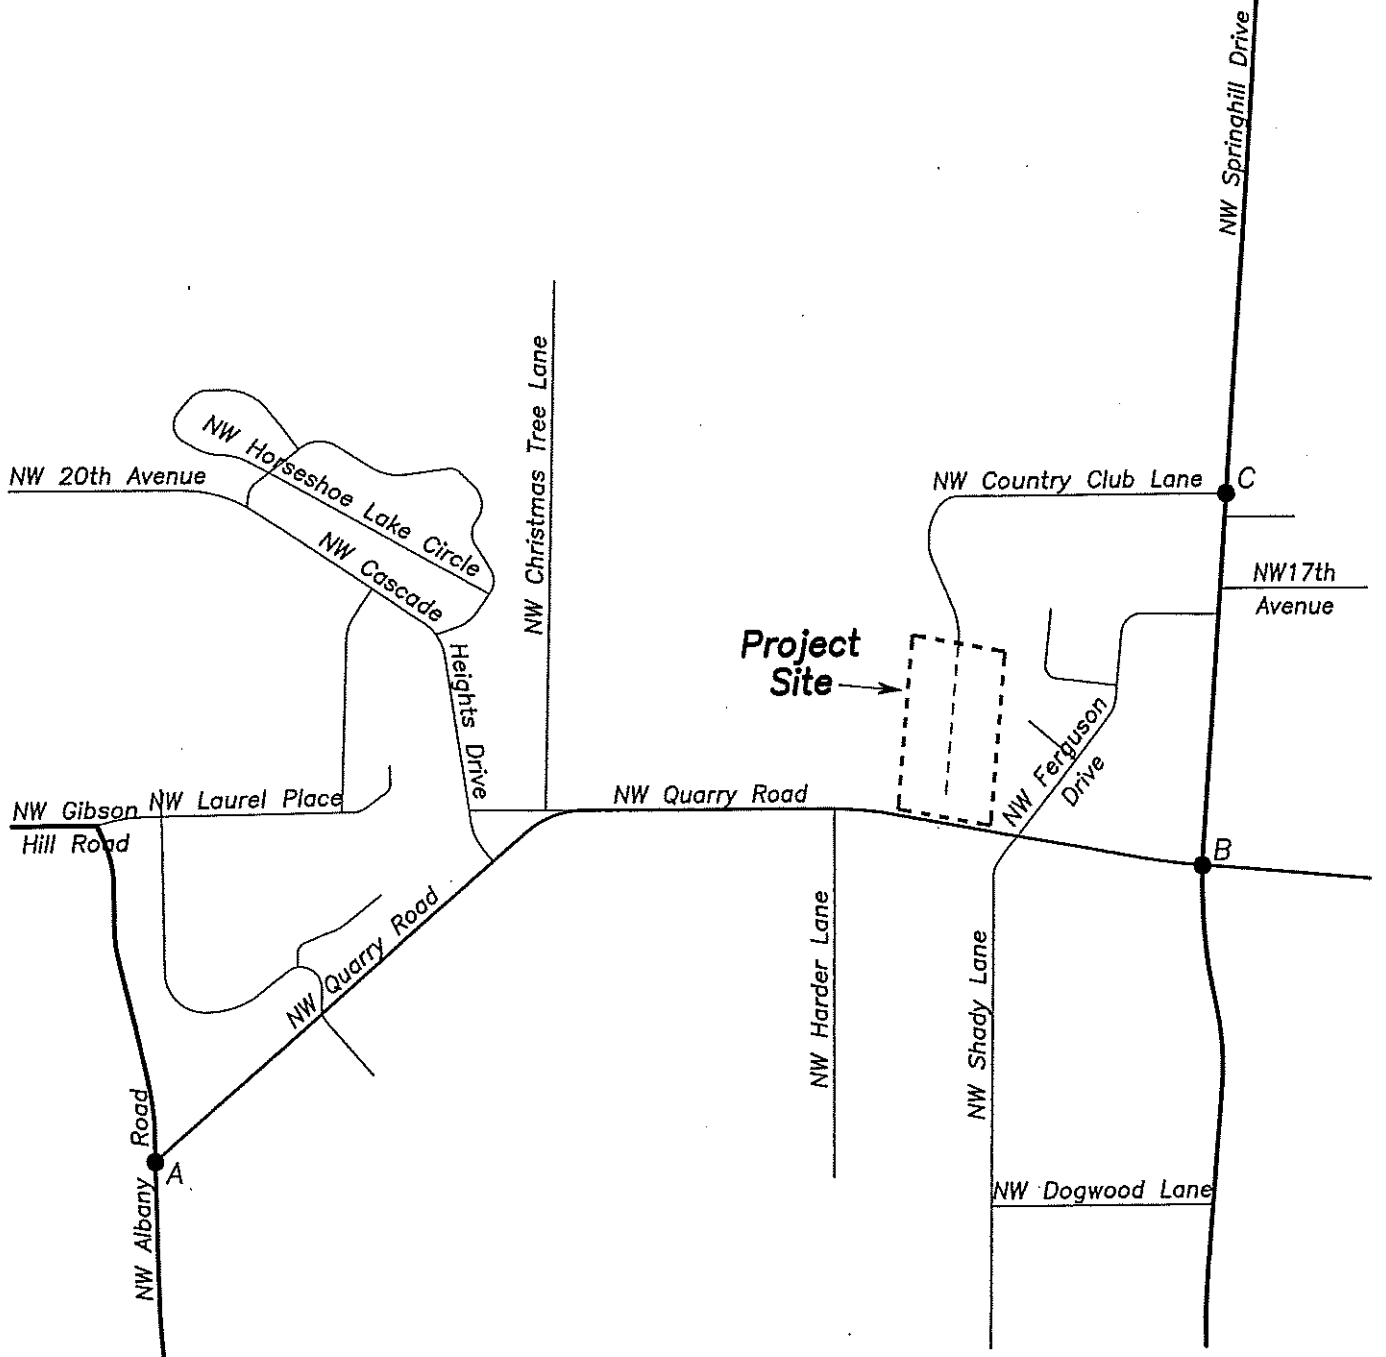 NW Springhill Drive
NW Christmas Tree Lane
NW Horseshoe Lake Circle
NW 20th Avenue
NW Country Club Lane
C
NW Cascade
Heights Drive
NW17th
Avenue
Project
Site
NW Ferguson
Drive
NW Gibson
Hill Road
NW Laurel Place
NW Quarry Road
B
NW Quarry Road
NW Harder Lane
NW Shady Lane
NW Albany Road
A
NW Dogwood Lane